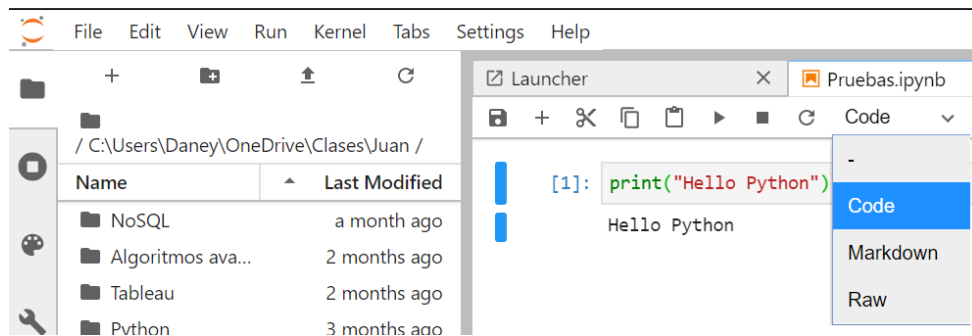 File Edit View Run Kernel Tabs Settings Help
Launcher
Pruebas.ipynb
Code
/ C:\Users\Daney\OneDrive\Clases\Juan /
Name Last Modified
NoSQL a month ago
Algoritmos ava... 2 months ago
Tableau 2 months ago
Python 3 months ago
[1]: print("Hello Python")
Hello Python
-
Code
Markdown
Raw